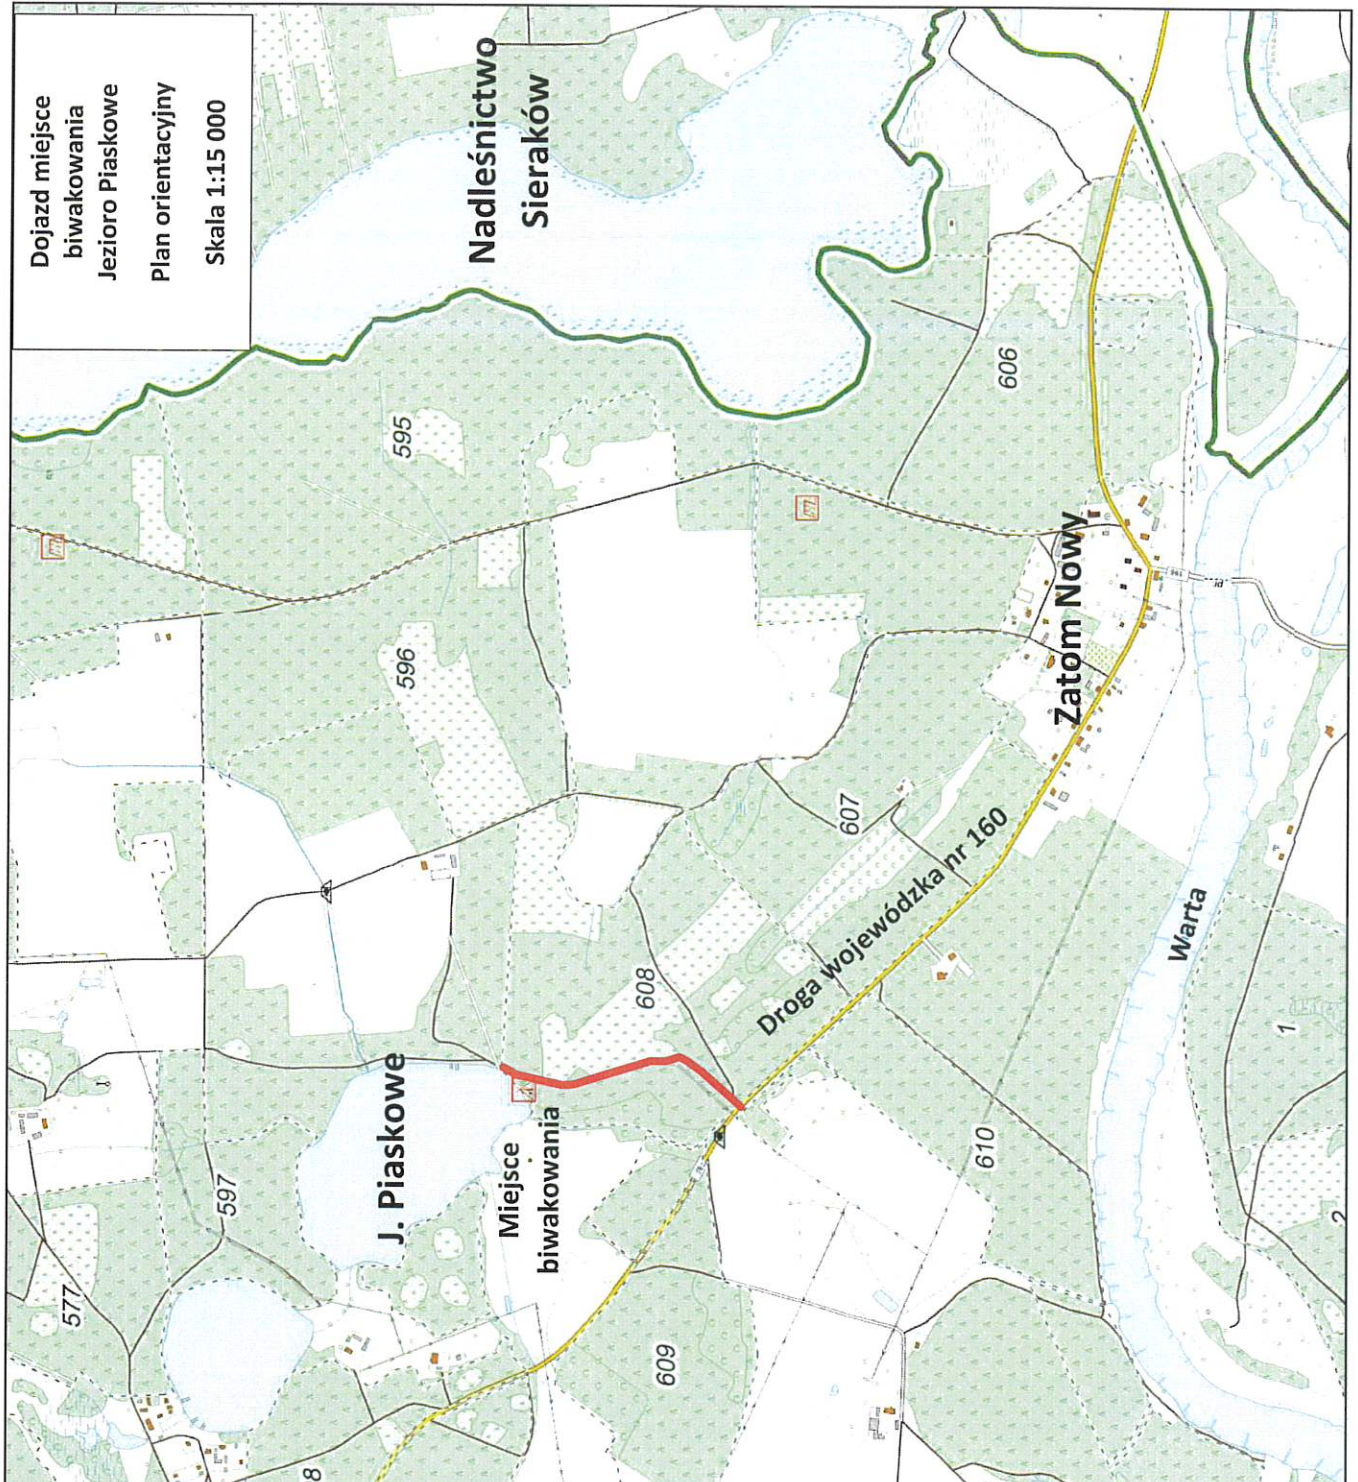 Dojazd miejsce
biwakowania
Jezioro Piaskowe
Plan orientacyjny
Skala 1:15 000
Nadleśnictwo
Sieraków
595
606
596
Zatom Nowy
607
Droga wojewódzka nr 160
608
Warta
1
J. Piaskowe
Miejsce
biwakowania
597
610
577
609
2
8